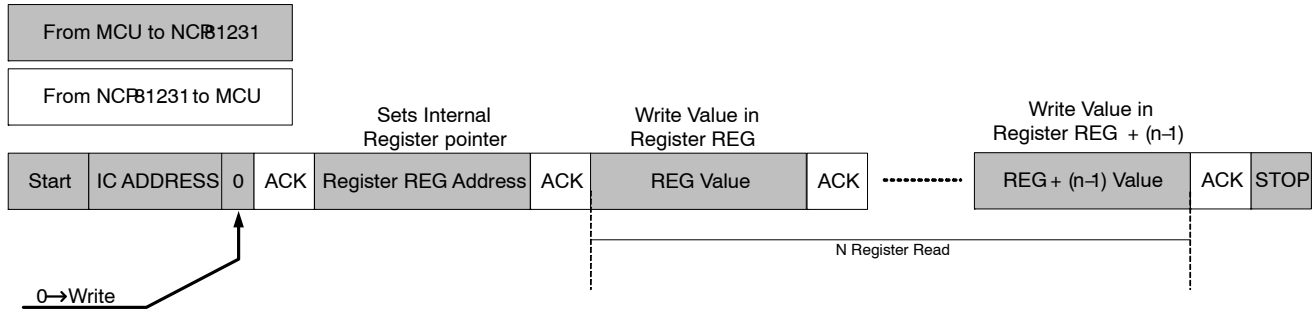 From MCU to NCP81231
From NCP81231 to MCU
Sets Internal
Register pointer
Write Value in
Register REG
Write Value in
Register REG + (n–1)
Start IC ADDRESS 0 ACK Register REG Address ACK REG Value ACK REG + (n–1) Value ACK STOP
N Register Read
0→Write